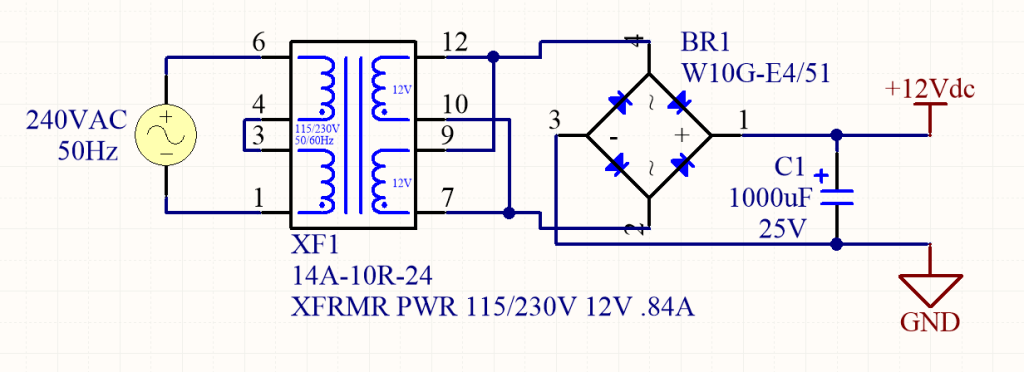 240VAC
50Hz
6
4
3
1
115/230V
50/60Hz
12V
12V
12
10
9
7
XF1
14A-10R-24
XFRMR PWR 115/230V 12V .84A
BR1
W10G-E4/51
4
3
1
2
-
+
~
~
+12Vdc
C1
+
1000uF
25V
GND